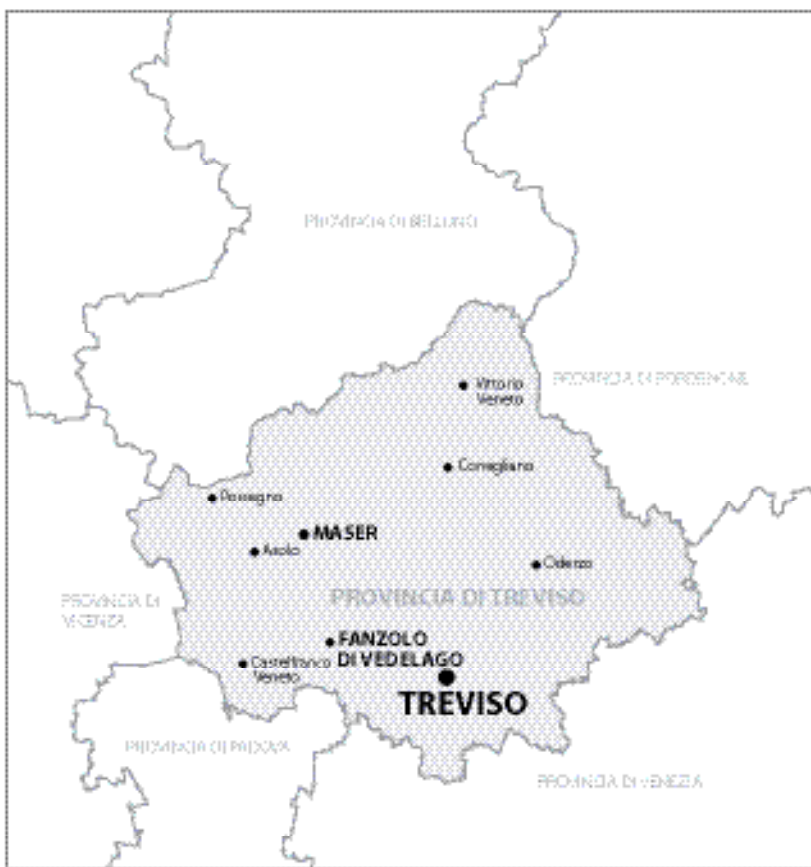 PROVINCIA DI BELLUNO
PROVINCIA DI PORDENONE
Vittorio
Veneto
Conegliano
Possagno
MASER
Asolo
Oderzo
PROVINCIA DI
VICENZA
PROVINCIA DI TREVISO
FANZOLO
DI VEDELAGO
Castelfranco
Veneto
TREVISO
PROVINCIA DI PADOVA
PROVINCIA DI VENEZIA